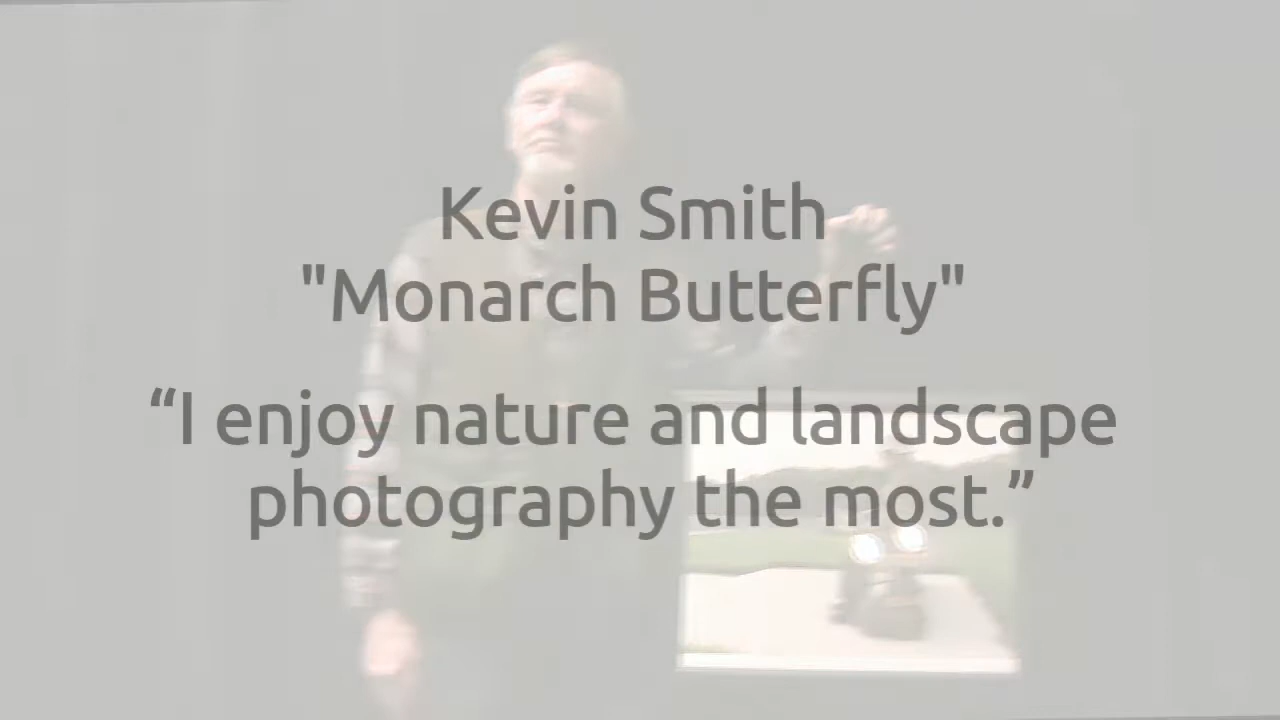 Kevin Smith
"Monarch Butterfly"
“I enjoy nature and landscape
photography the most.”